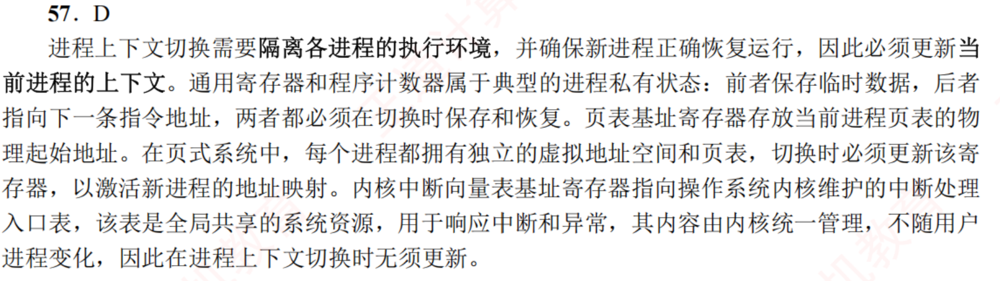 57．D
进程上下文切换需要隔离各进程的执行环境，并确保新进程正确恢复运行，因此必须更新当
前进程的上下文。通用寄存器和程序计数器属于典型的进程私有状态：前者保存临时数据，后者
指向下一条指令地址，两者都必须在切换时保存和恢复。页表基址寄存器存放当前进程页表的物
理起始地址。在页式系统中，每个进程都拥有独立的虚拟地址空间和页表，切换时必须更新该寄
存器，以激活新进程的地址映射。内核中断向量表基址寄存器指向操作系统内核维护的中断处理
入口表，该表是全局共享的系统资源，用于响应中断和异常，其内容由内核统一管理，不随用户
进程变化，因此在进程上下文切换时无须更新。